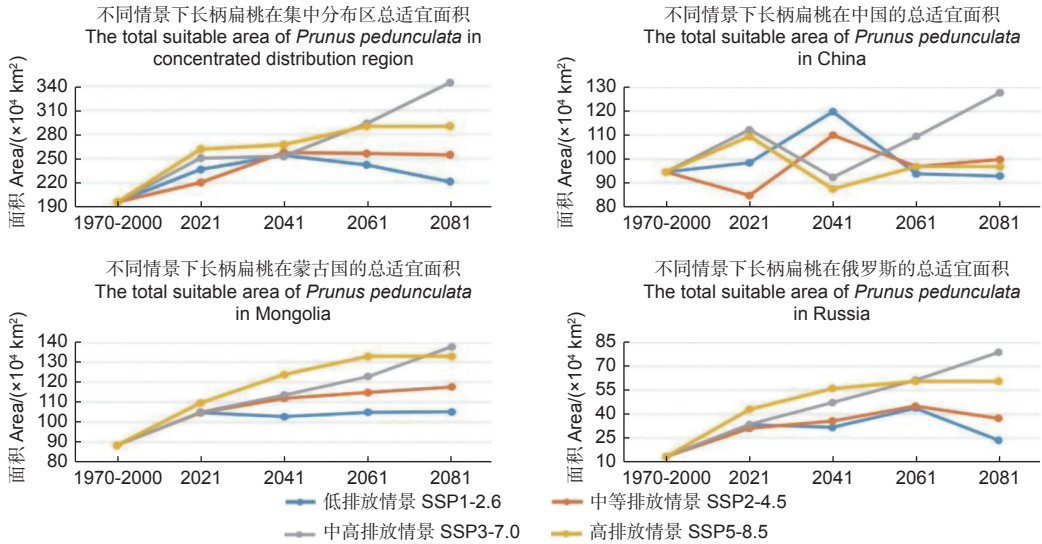 不同情景下长柄扁桃在集中分布区总适宜面积
The total suitable area of Prunus pedunculata in
concentrated distribution region
面积 Area/(×10⁴ km²)
340
310
280
250
220
190
1970-2000 2021 2041 2061 2081
不同情景下长柄扁桃在中国的总适宜面积
The total suitable area of Prunus pedunculata
in China
面积 Area/(×10⁴ km²)
130
120
110
100
90
80
1970-2000 2021 2041 2061 2081
不同情景下长柄扁桃在蒙古国的总适宜面积
The total suitable area of Prunus pedunculata
in Mongolia
面积 Area/(×10⁴ km²)
140
130
120
110
100
90
80
1970-2000 2021 2041 2061 2081
不同情景下长柄扁桃在俄罗斯的总适宜面积
The total suitable area of Prunus pedunculata
in Russia
面积 Area/(×10⁴ km²)
85
70
55
40
25
10
1970-2000 2021 2041 2061 2081
低排放情景 SSP1-2.6 中等排放情景 SSP2-4.5
中高排放情景 SSP3-7.0 高排放情景 SSP5-8.5